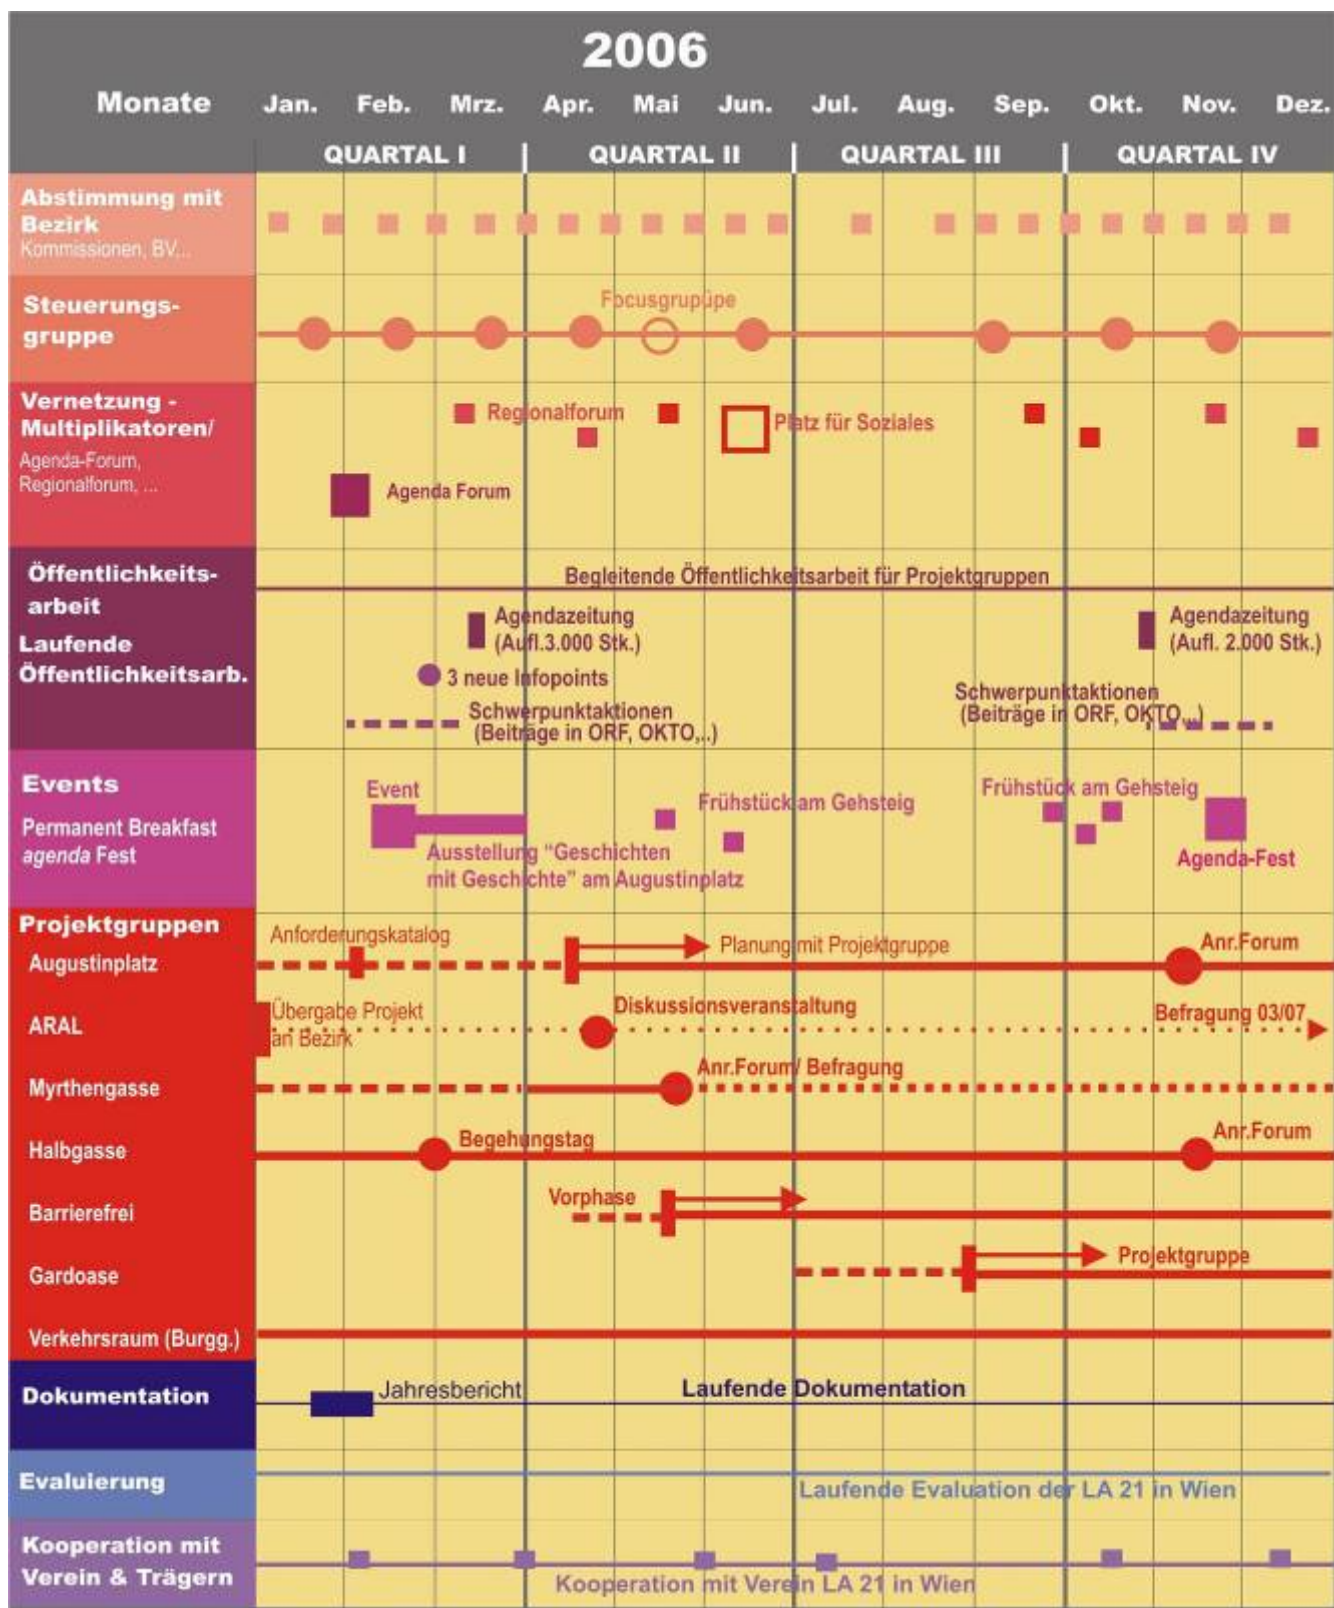 2006
Monate Jan. Feb. Mrz. Apr. Mai Jun. Jul. Aug. Sep. Okt. Nov. Dez.
QUARTAL I QUARTAL II QUARTAL III QUARTAL IV
Abstimmung mit
Bezirk
Kommissionen, BV,..
Steuerungs-
gruppe
Focusgrupüpe
Vernetzung -
Multiplikatoren/
Agenda-Forum,
Regionalforum, ...
Regionalforum
Platz für Soziales
Agenda Forum
Öffentlichkeits-
arbeit
Laufende
Öffentlichkeitsarb.
Begleitende Öffentlichkeitsarbeit für Projektgruppen
Agendazeitung
(Aufl.3.000 Stk.)
Agendazeitung
(Aufl. 2.000 Stk.)
3 neue Infopoints
Schwerpunktaktionen
(Beiträge in ORF, OKTO,..)
Schwerpunktaktionen
(Beiträge in ORF, OKTO,..)
Events
Permanent Breakfast
agenda Fest
Event
Ausstellung “Geschichten
mit Geschichte” am Augustinplatz
Frühstück am Gehsteig
Frühstück am Gehsteig
Agenda-Fest
Projektgruppen
Augustinplatz
Anforderungskatalog
Planung mit Projektgruppe
Anr.Forum
ARAL
Übergabe Projekt
an Bezirk
Diskussionsveranstaltung
Befragung 03/07
Myrthengasse
Anr.Forum/ Befragung
Halbgasse
Begehungstag
Anr.Forum
Barrierefrei
Vorphase
Gardoase
Projektgruppe
Verkehrsraum (Burgg.)
Dokumentation
Jahresbericht
Laufende Dokumentation
Evaluierung
Laufende Evaluation der LA 21 in Wien
Kooperation mit
Verein & Trägern
Kooperation mit Verein LA 21 in Wien